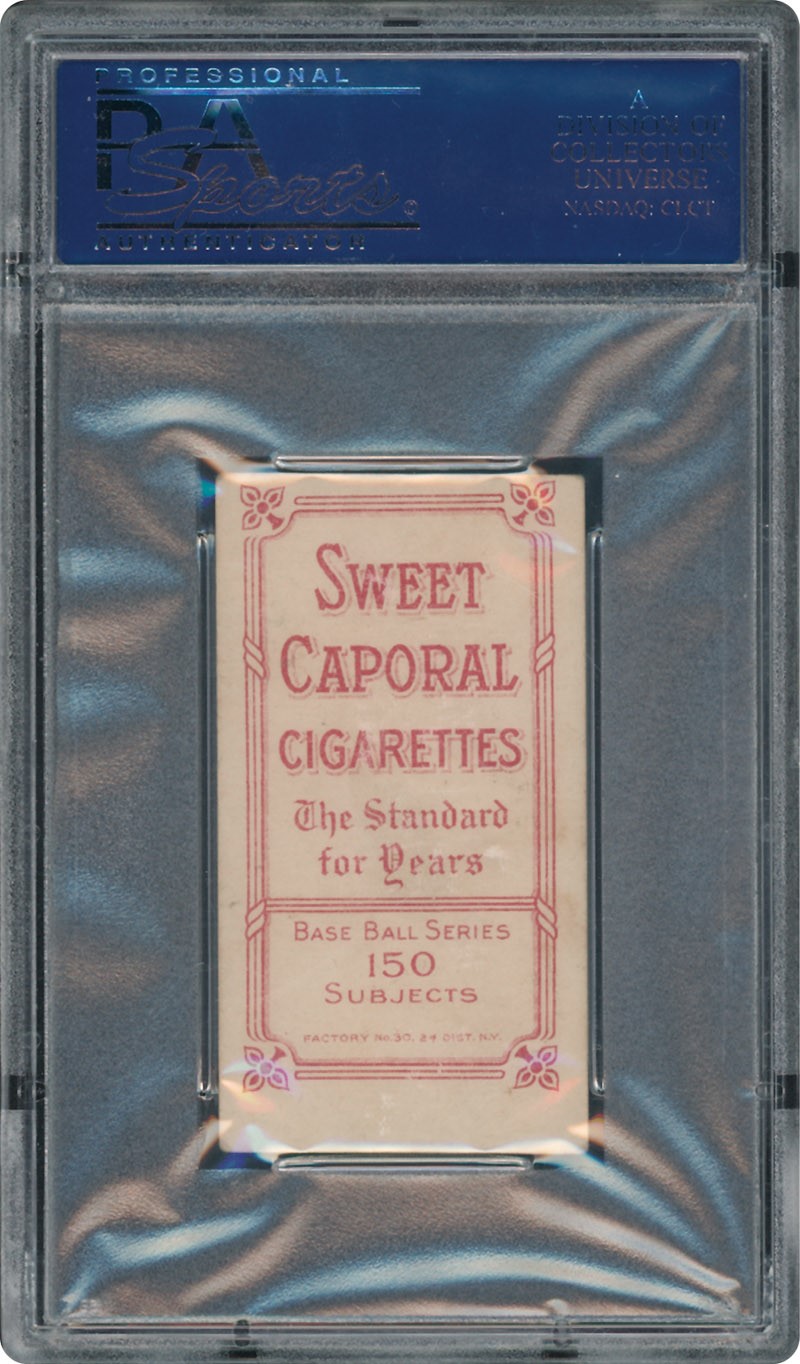 PROFESSIONAL
PSA
Sports
AUTHENTICATOR
A
DIVISION OF
COLLECTORS
UNIVERSE
NASDAQ: CLCT
SWEET
CAPORAL
CIGARETTES
The Standard
for Years
BASE BALL SERIES
150
SUBJECTS
FACTORY No. 30, 2d DIST. N.Y.